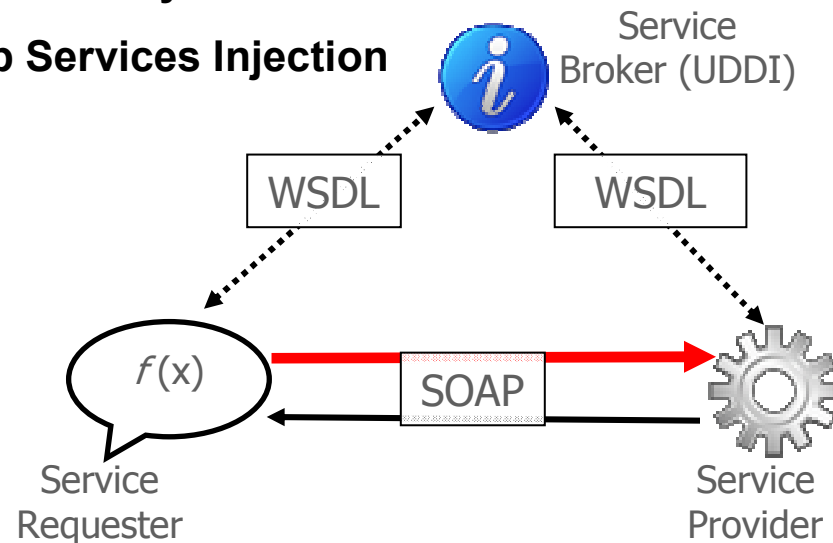 Services Injection
Service
Broker (UDDI)
WSDL
WSDL
f(x)
SOAP
Service
Requester
Service
Provider